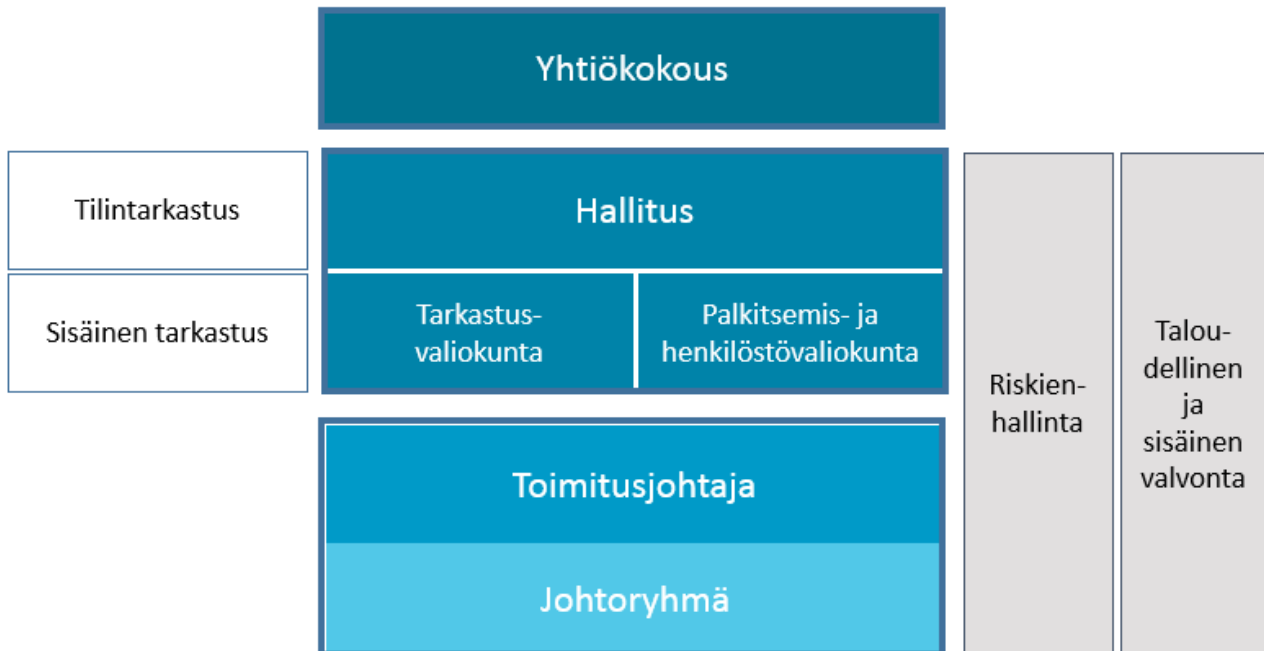 Yhtiökokous
Tilintarkastus
Hallitus
Sisäinen tarkastus
Tarkastus-
valiokunta
Palkitsemis- ja
henkilöstövaliokunta
Riskien-
hallinta
Talou-
dellinen
ja
sisäinen
valvonta
Toimitusjohtaja
Johtoryhmä